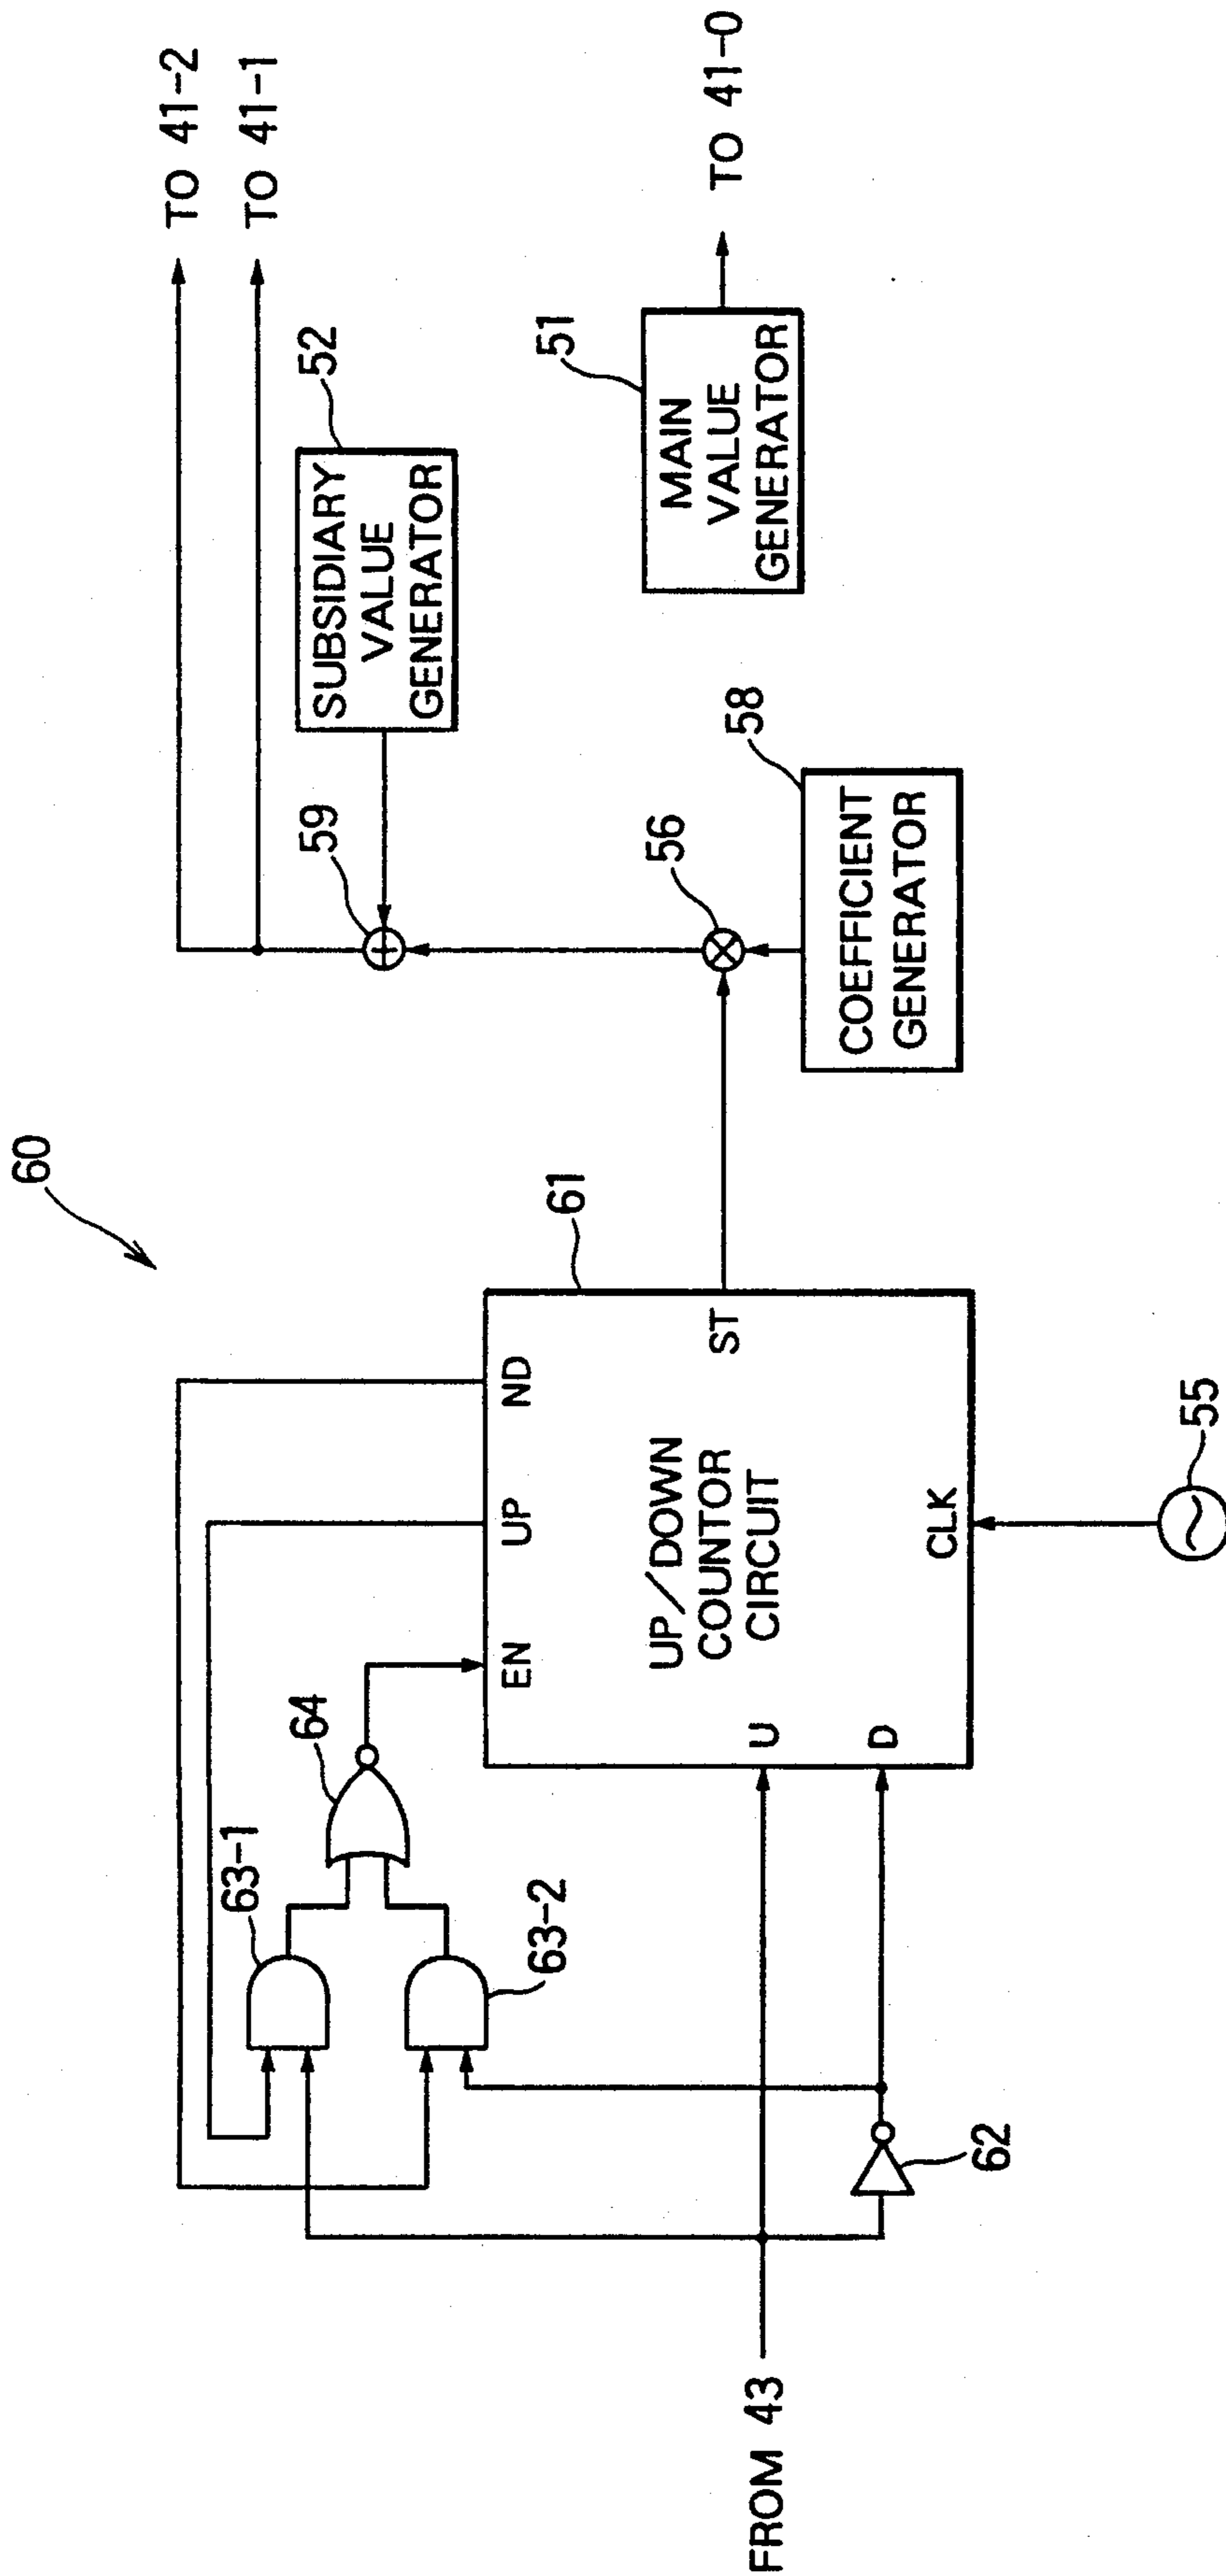 60
TO 41-2
TO 41-1
SUBSIDIARY
VALUE
GENERATOR
52
59
MAIN
VALUE
GENERATOR
51
TO 41-0
56
COEFFICIENT
GENERATOR
58
61
EN
UP
ND
UP/DOWN
COUNTOR
CIRCUIT
ST
U
D
CLK
55
64
63-1
63-2
62
FROM 43